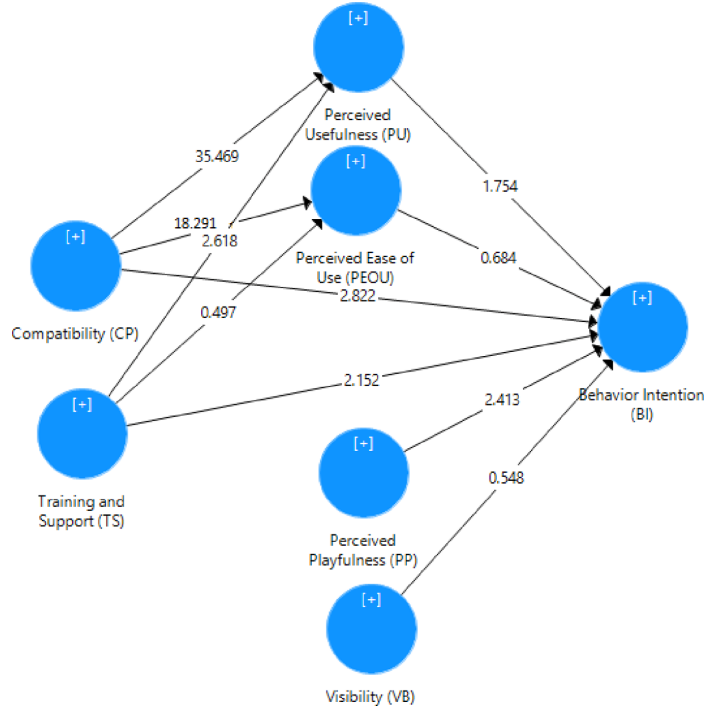 [+]
Perceived
Usefulness (PU)
35.469
1.754
[+]
18.291
2.618
[+]
Perceived Ease of
Use (PEOU)
0.684
2.822
[+]
Compatibility (CP)
0.497
2.152
[+]
Behavior Intention
(BI)
2.413
[+]
Training and
Support (TS)
0.548
[+]
Perceived
Playfulness (PP)
[+]
Visibility (VB)